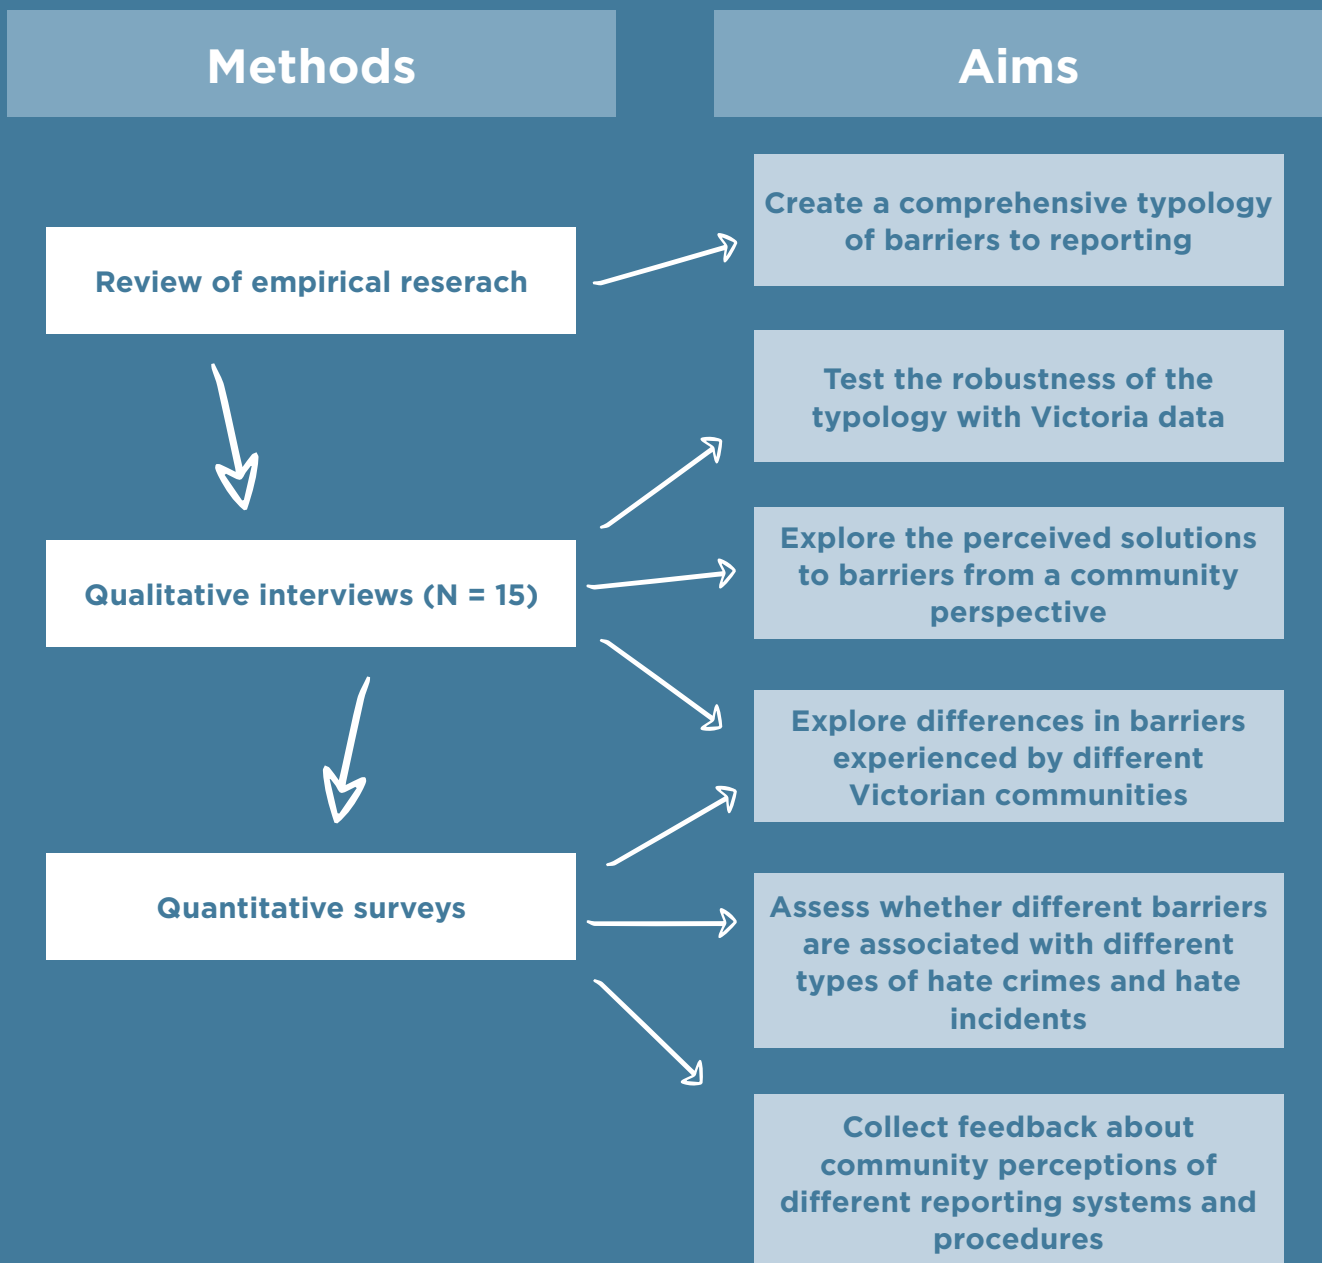 Methods
Aims
Review of empirical reserach
Qualitative interviews (N = 15)
Quantitative surveys
Create a comprehensive typology
of barriers to reporting
Test the robustness of the
typology with Victoria data
Explore the perceived solutions
to barriers from a community
perspective
Explore differences in barriers
experienced by different
Victorian communities
Assess whether different barriers
are associated with different
types of hate crimes and hate
incidents
Collect feedback about
community perceptions of
different reporting systems and
procedures